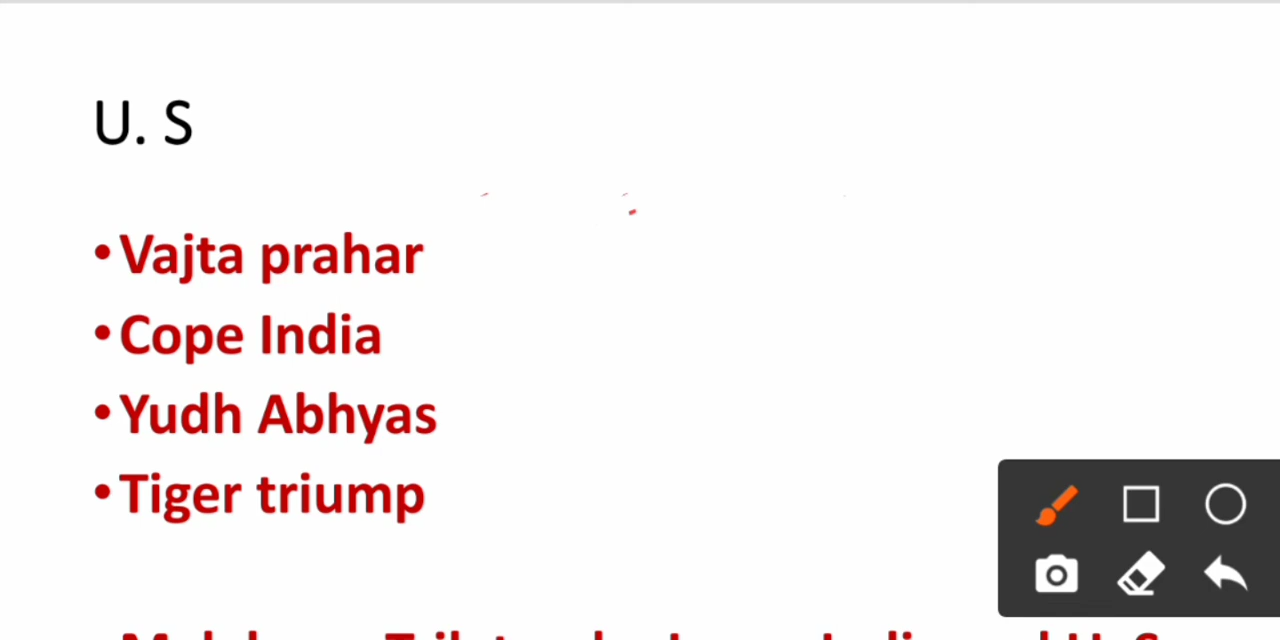 U. S
•Vajta prahar
•Cope India
•Yudh Abhyas
•Tiger triump